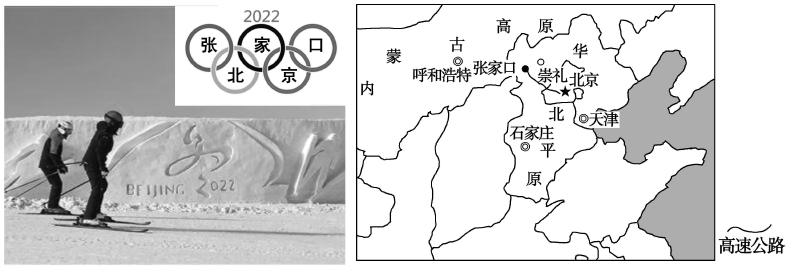 2022
张 家 口
北 京
BEIJING 2022
高 原
蒙 古
华
内
呼和浩特
张家口
崇礼
北京
北
天津
石家庄
平
原
高速公路